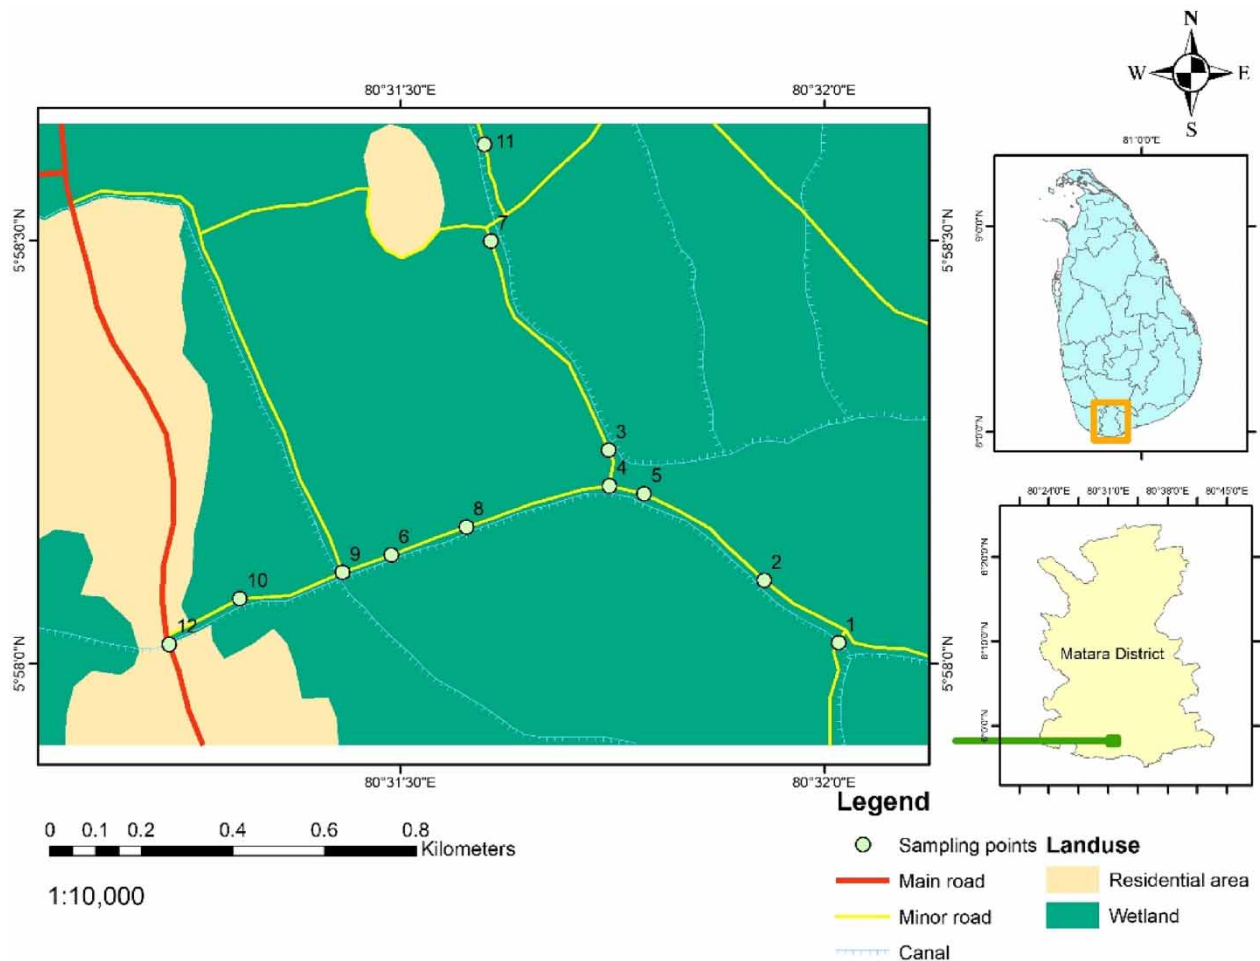 N
W E
S
80°31'30"E 80°32'0"E
81°0'0"E
11
7
5°58'30"N 5°58'30"N
3
4
5
8
6
9
2
10
12
1
5°58'0"N 5°58'0"N
80°31'30"E 80°32'0"E
6°0'0"N
80°24'0"E 80°31'0"E 80°38'0"E 80°45'0"E
6°20'0"N
6°10'0"N
Matara District
6°0'0"N
0 0.1 0.2 0.4 0.6 0.8
Kilometers
1:10,000
Legend
Sampling points
Main road
Minor road
Canal
Landuse
Residential area
Wetland